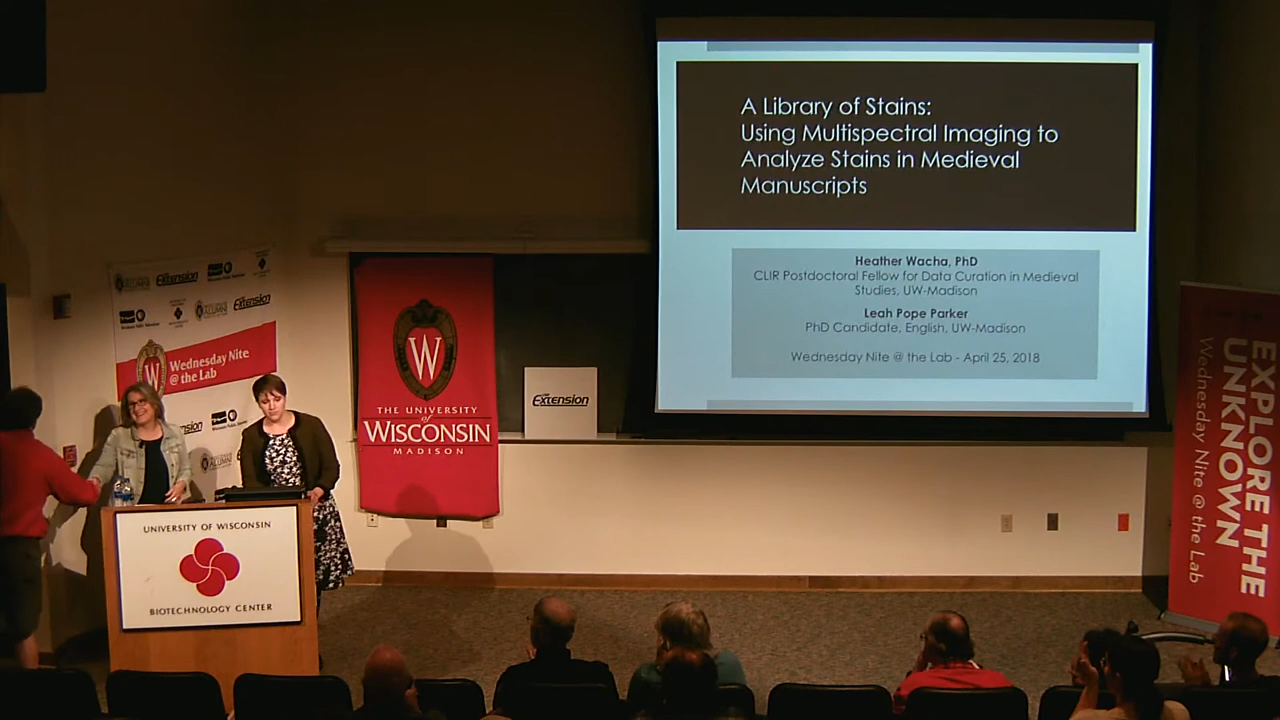 A Library of Stains:
Using Multispectral Imaging to
Analyze Stains in Medieval
Manuscripts
Heather Wacha, PhD
CLIR Postdoctoral Fellow for Data Curation in Medieval
Studies, UW-Madison
Leah Pope Parker
PhD Candidate, English, UW-Madison
Wednesday Nite @ the Lab - April 25, 2018
Extension
Extension
Wednesday Nite
@ the Lab
W
THE UNIVERSITY
of
WISCONSIN
MADISON
Extension
UNIVERSITY OF WISCONSIN
BIOTECHNOLOGY CENTER
EXPLORE THE
UNKNOWN
Wednesday Nite @ the Lab